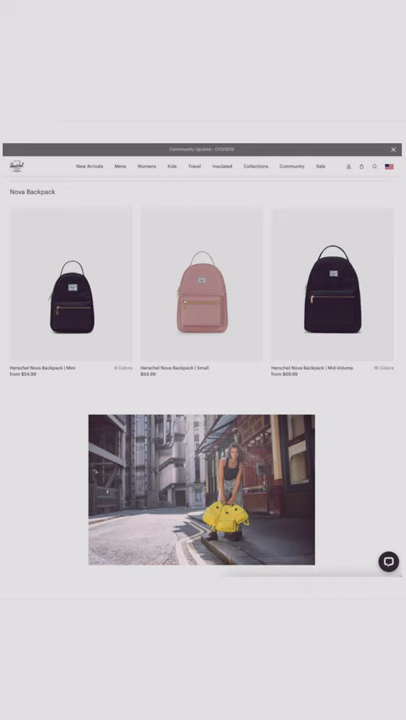 Community Update - COVID19
Herschel
New Arrivals Mens Womens Kids Travel Insulated Collections Community Sale
Nova Backpack
Herschel Nova Backpack | Mini 9 Colors
from $54.99
Herschel Nova Backpack | Small
$64.99
Herschel Nova Backpack | Mid-Volume 16 Colors
from $69.99